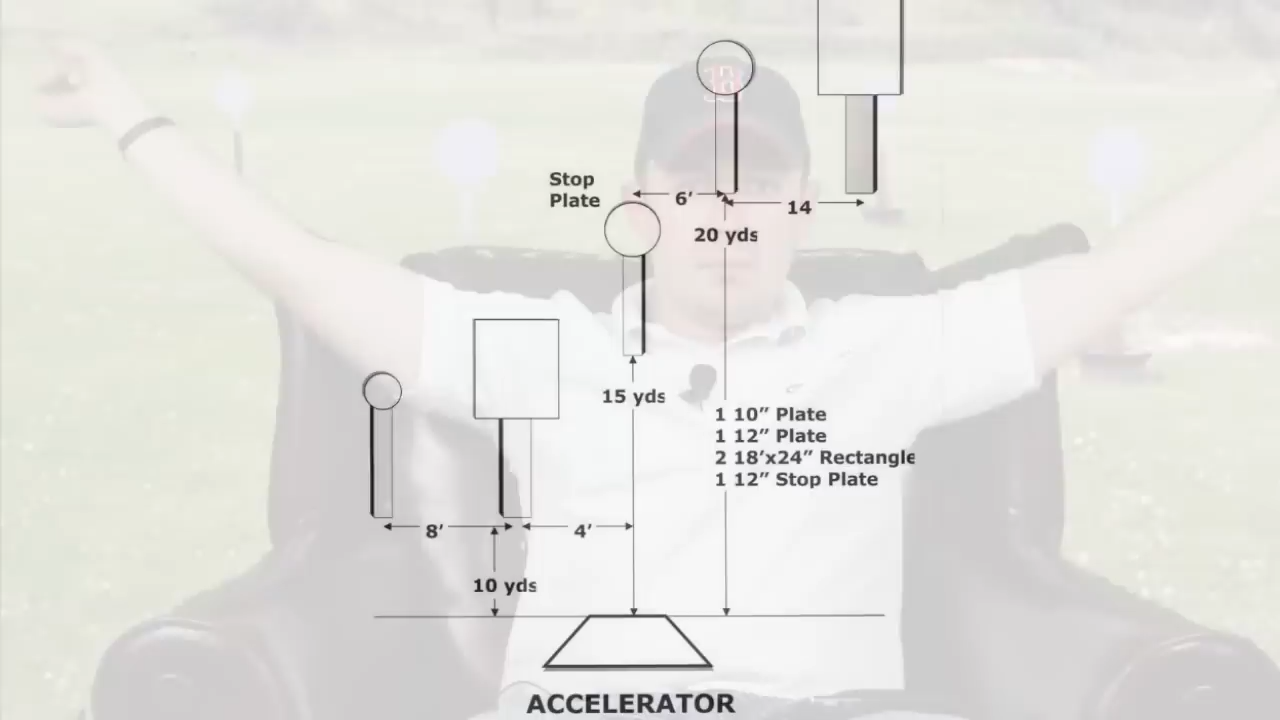 Stop
Plate
6’
14
20 yds
15 yds
1 10” Plate
1 12” Plate
2 18’x24” Rectangle
1 12” Stop Plate
8’
4’
10 yds
ACCELERATOR